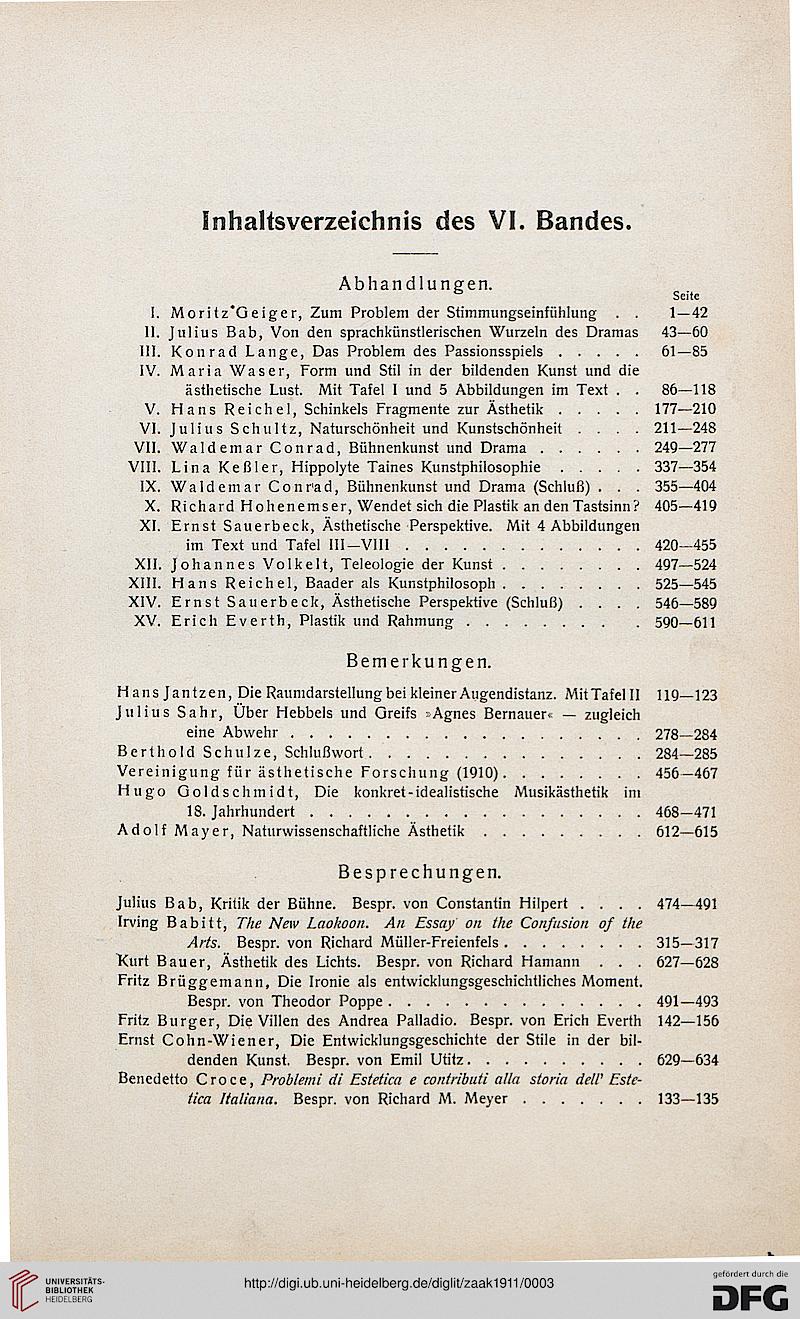 Inhaltsverzeichnis des VI. Bandes.
Abhandlungen.
Seite
I. Moritz Geiger, Zum Problem der Stimmungseinfühlung . . 1—42
II. Julius Bab, Von den sprachkünstlerischen Wurzeln des Dramas 43—60
III. Konrad Lange, Das Problem des Passionsspiels . . . . . 61—85
IV. Maria Waser, Form und Stil in der bildenden Kunst und die
ästhetische Lust. Mit Tafel I und 5 Abbildungen im Text . . 86—118
V. Hans Reichel, Schinkels Fragmente zur Ästhetik . . . . . 177—210
VI. Julius Schultz, Naturschönheit und Kunstschönheit . . . . 211—248
VII. Waldemar Conrad, Bühnenkunst und Drama . . . . . . 249—277
VIII. Lina Keßler, Hippolyte Taines Kunstphilosophie . . . . . 337—354
IX. Waldemar Conrad, Bühnenkunst und Drama (Schluß) . . . 355—404
X. Richard Hohenemser, Wendet sich die Plastik an den Tastsinn? 405—419
XI. Ernst Sauerbeck, Ästhetische Perspektive. Mit 4 Abbildungen
im Text und Tafel III—VIII . . . . . . . . . . . . . . 420—455
XII. Johannes Volkelt, Teleologie der Kunst . . . . . . . . 497—524
XIII. Hans Reichel, Baader als Kunstphilosoph . . . . . . . . 525—545
XIV. Ernst Sauerbeck, Ästhetische Perspektive (Schluß) . . . . 546—589
XV. Erich Everth, Plastik und Rahmung . . . . . . . . . . 590—611
Bemerkungen.
Hans Jantzen, Die Raumdarstellung bei kleiner Augendistanz. Mit Tafel II 119—123
Julius Sahr, Über Hebbels und Greifs »Agnes Bernauer« — zugleich
eine Abwehr . . . . . . . . . . . . . . . . . . . . 278—284
Berthold Schulze, Schlußwort . . . . . . . . . . . . . . . 284—285
Vereinigung für ästhetische Forschung (1910) . . . . . . . . 456—467
Hugo Goldschmidt, Die konkret-idealistische Musikästhetik im
18. Jahrhundert . . . . . . . . . . . . . . . . . . . 468—471
Adolf Mayer, Naturwissenschaftliche Ästhetik . . . . . . . . . 612—615
Besprechungen.
Julius Bab, Kritik der Bühne. Bespr. von Constantin Hilpert . . . . 474—491
Irving Babitt, The New Laokoon. An Essay on the Confusion of the
Arts. Bespr. von Richard Müller-Freienfels . . . . . . . . 315—317
Kurt Bauer, Ästhetik des Lichts. Bespr. von Richard Hamann . . . 627—628
Fritz Brüggemann, Die Ironie als entwicklungsgeschichtliches Moment.
Bespr. von Theodor Poppe . . . . . . . . . . . . . . 491—493
Fritz Burger, Die Villen des Andrea Palladio. Bespr. von Erich Everth 142—156
Ernst Cohn-Wiener, Die Entwicklungsgeschichte der Stile in der bil-
denden Kunst. Bespr. von Emil Utitz . . . . . . . . . . 629—634
Benedetto Croce, Problemi di Estetica e contributi alla storia dell' Este-
tica Italiana. Bespr. von Richard M. Meyer . . . . . . . 133—135
UNIVERSITÄTS-
BIBLIOTHEK
HEIDELBERG
http://digi.ub.uni-heidelberg.de/diglit/zaak1911/0003
gefördert durch die
DFG